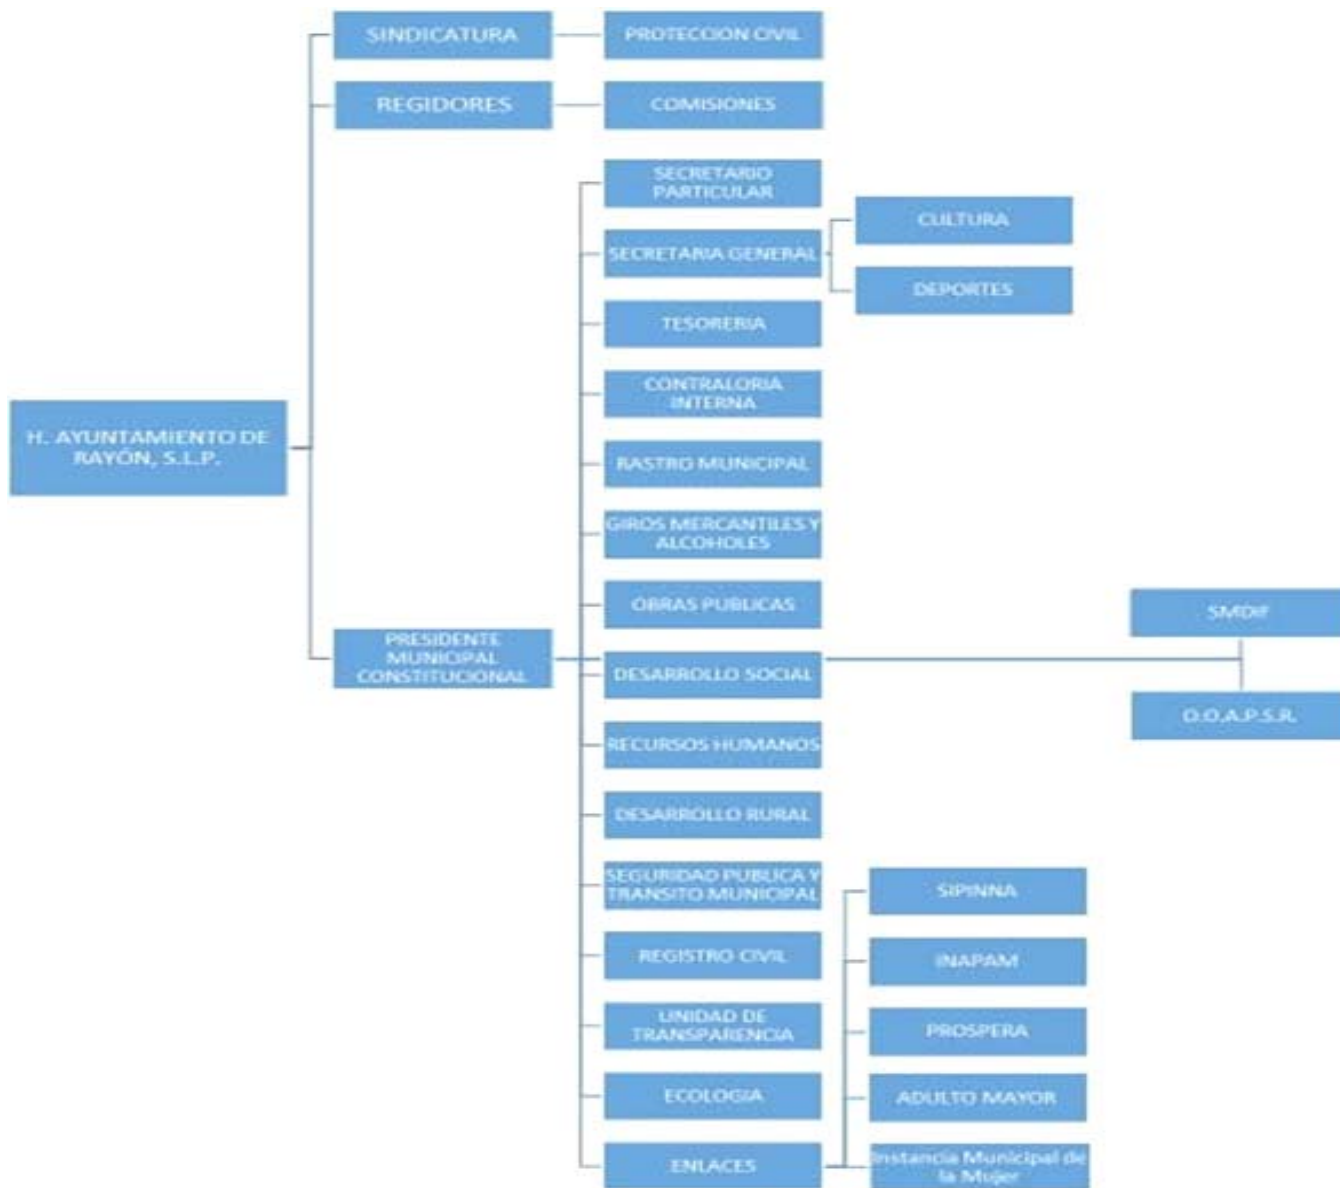 SINDICATURA
PROTECCION CIVIL
REGIDORES
COMISIONES
SECRETARIO
PARTICULAR
CULTURA
SECRETARIA GENERAL
DEPORTES
TESORERIA
CONTRALORIA
INTERNA
H. AYUNTAMIENTO DE
RAYÓN, S.L.P.
RASTRO MUNICIPAL
GIROS MERCANTILES Y
ALCOHOLES
OBRAS PUBLICAS
SMDIF
PRESIDENTE
MUNICIPAL
CONSTITUCIONAL
DESARROLLO SOCIAL
O.O.A.P.S.R.
RECURSOS HUMANOS
DESARROLLO RURAL
SEGURIDAD PUBLICA Y
TRANSITO MUNICIPAL
SIPINNA
REGISTRO CIVIL
INAPAM
UNIDAD DE
TRANSPARENCIA
PROSPERA
ECOLOGIA
ADULTO MAYOR
ENLACES
Instancia Municipal de
la Mujer